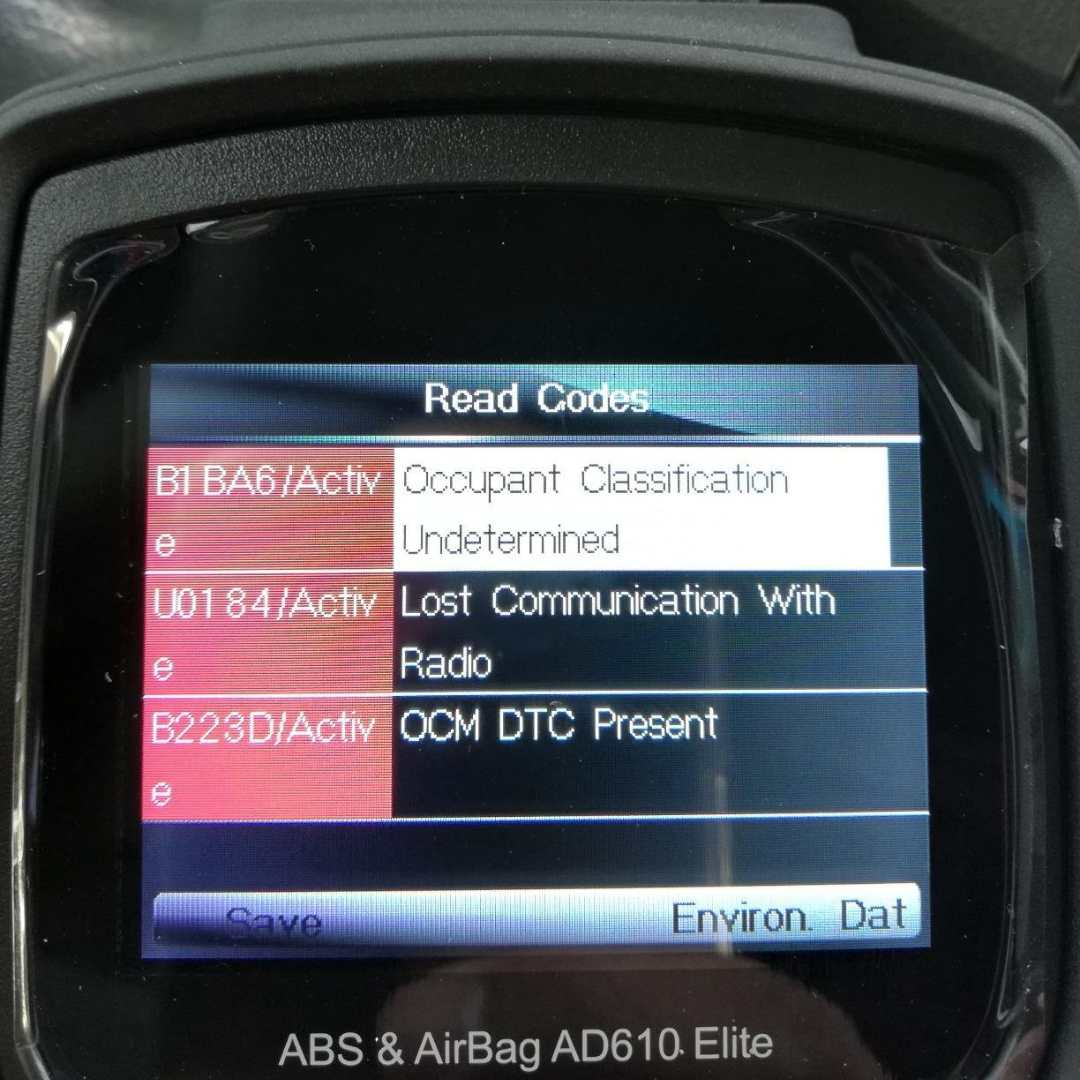 Read Codes
B1BA6/Activ Occupant Classification
e Undetermined
U0184/Activ Lost Communication With
e Radio
B223D/Activ OCM DTC Present
e
Save Environ. Dat
ABS & AirBag AD610 Elite